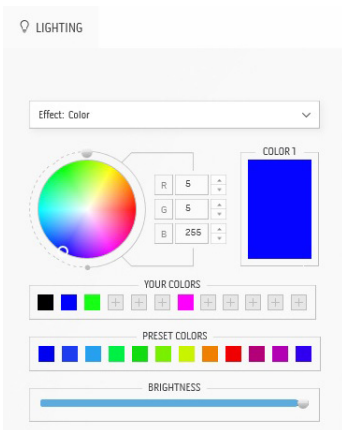 LIGHTING
Effect: Color
COLOR 1
R 5
G 5
B 255
YOUR COLORS
PRESET COLORS
BRIGHTNESS